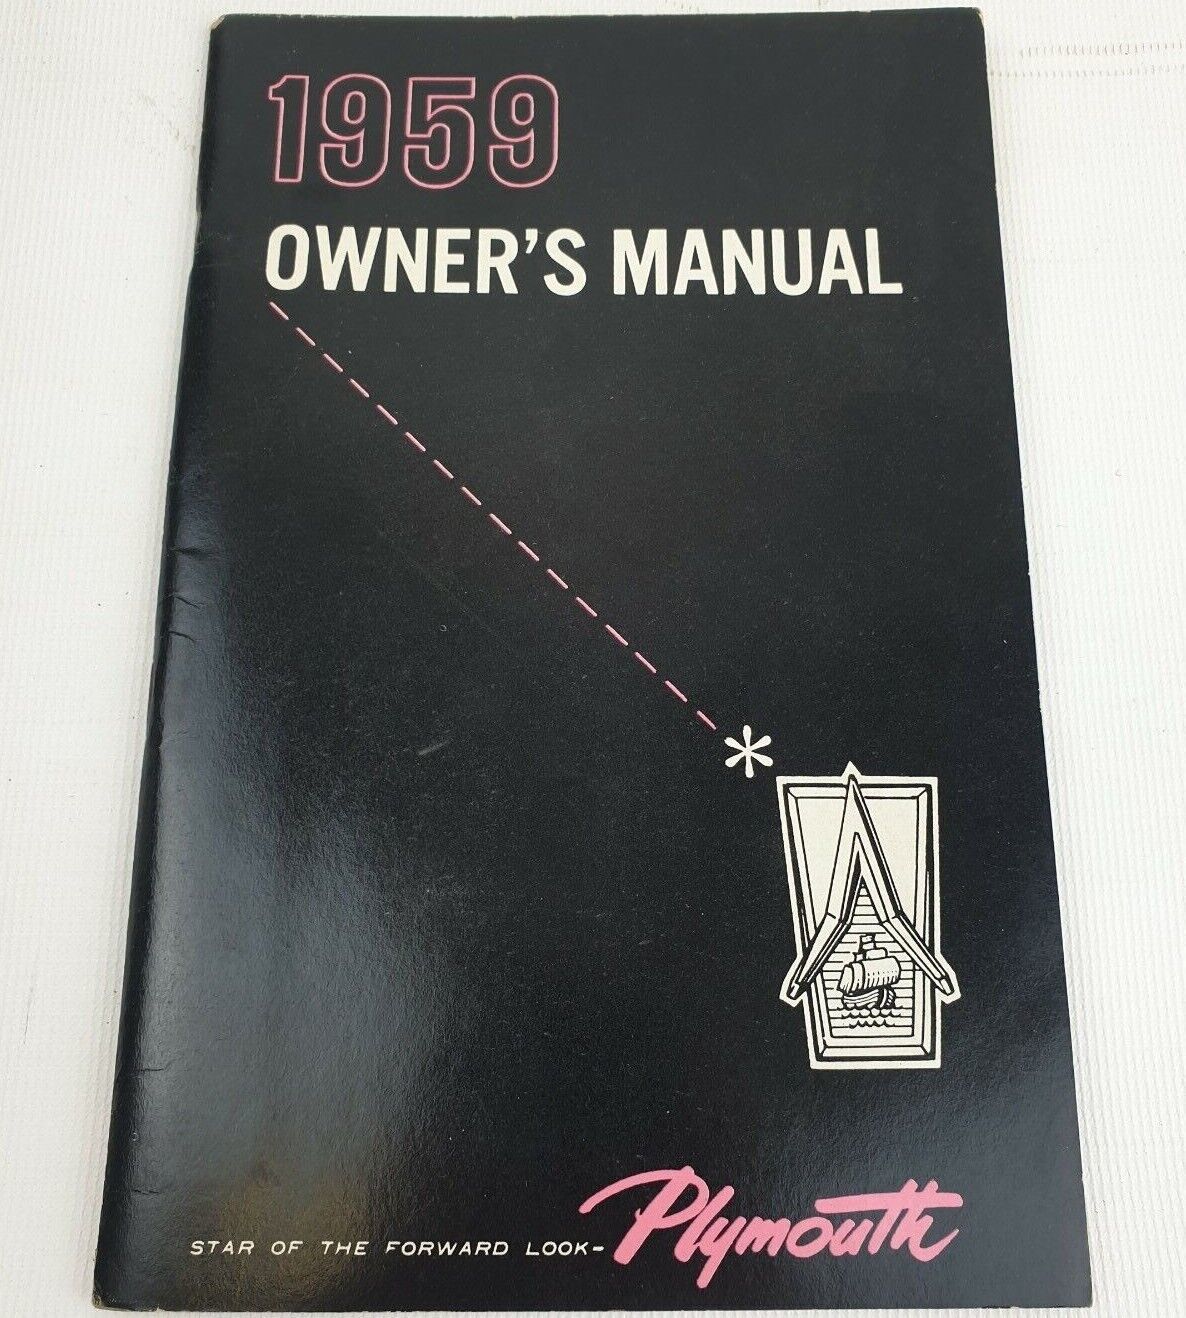 1959
OWNER'S MANUAL
*
STAR OF THE FORWARD LOOK- Plymouth